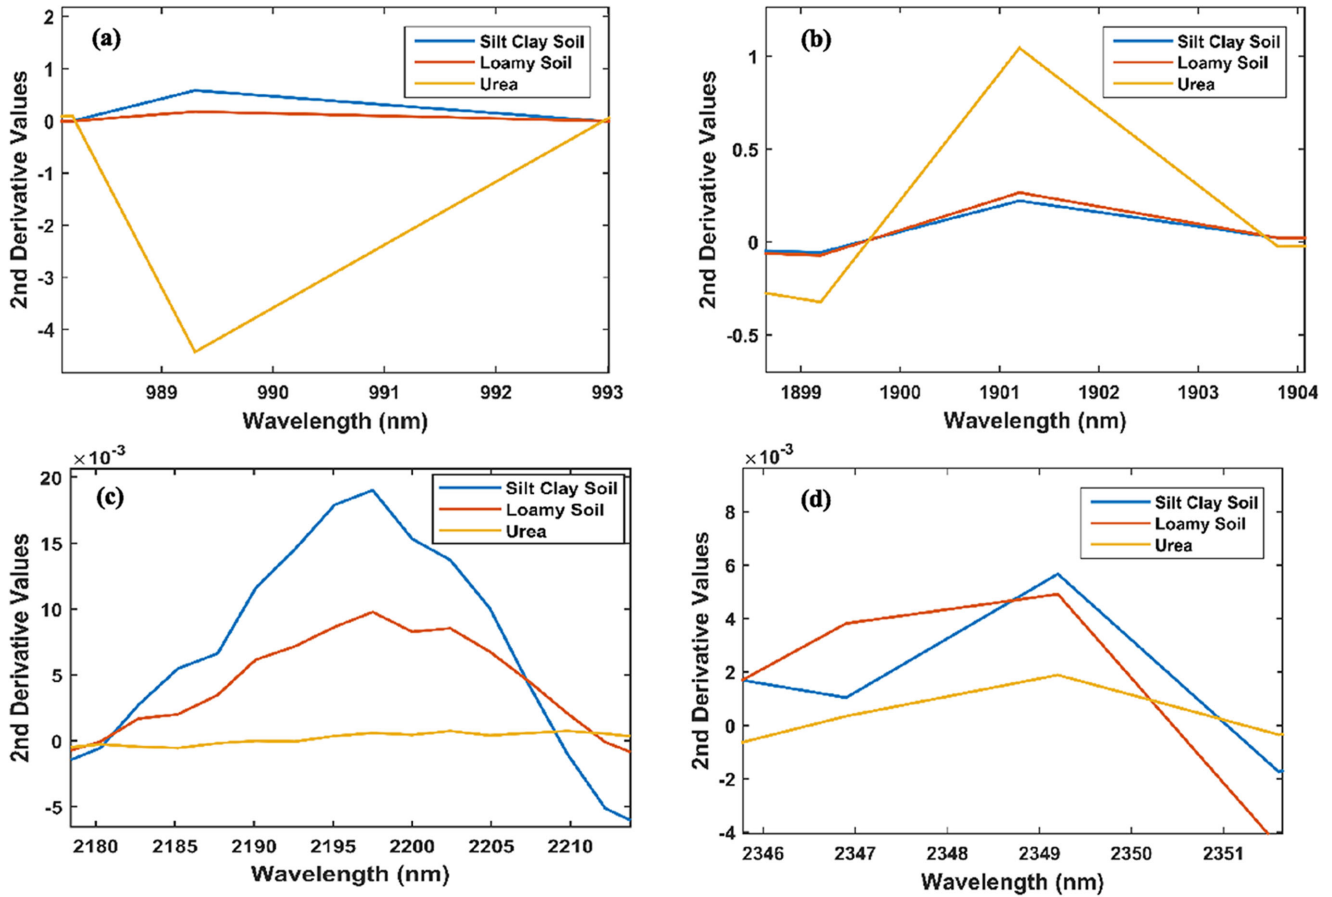 (a)
Silt Clay Soil
Loamy Soil
Urea
2
1
0
-1
-2
-3
-4
2nd Derivative Values
989 990 991 992 993
Wavelength (nm)
(b)
Silt Clay Soil
Loamy Soil
Urea
1
0.5
0
-0.5
2nd Derivative Values
1899 1900 1901 1902 1903 1904
Wavelength (nm)
×10⁻³
(c)
Silt Clay Soil
Loamy Soil
Urea
20
15
10
5
0
-5
2nd Derivative Values
2180 2185 2190 2195 2200 2205 2210
Wavelength (nm)
×10⁻³
(d)
Silt Clay Soil
Loamy Soil
Urea
8
6
4
2
0
-2
-4
2nd Derivative Values
2346 2347 2348 2349 2350 2351
Wavelength (nm)